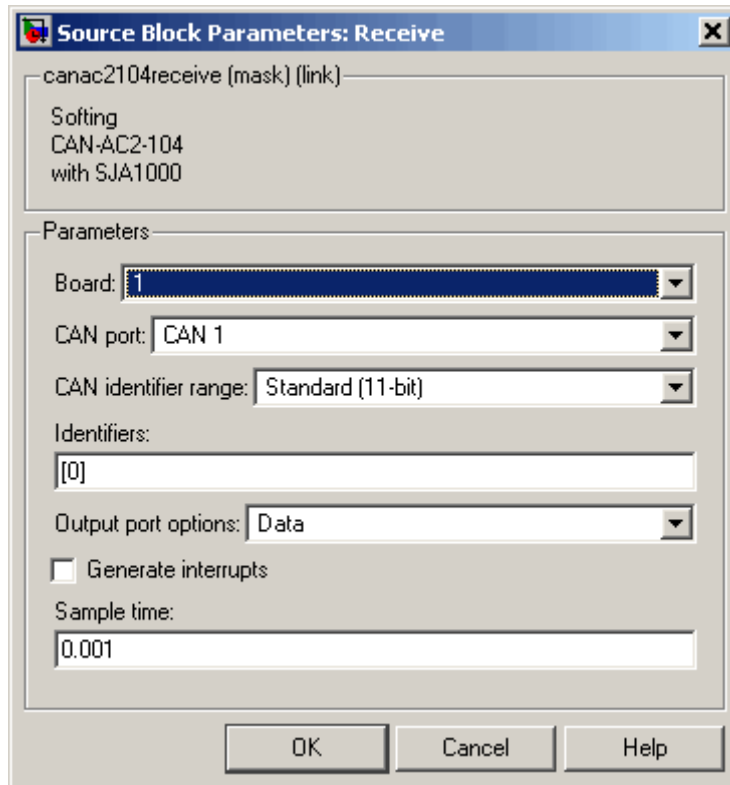 Source Block Parameters: Receive
canac2104receive (mask) (link)
Softing
CAN-AC2-104
with SJA1000
Parameters
Board: 1
CAN port: CAN 1
CAN identifier range: Standard (11-bit)
Identifiers:
[0]
Output port options: Data
Generate interrupts
Sample time:
0.001
OK Cancel Help